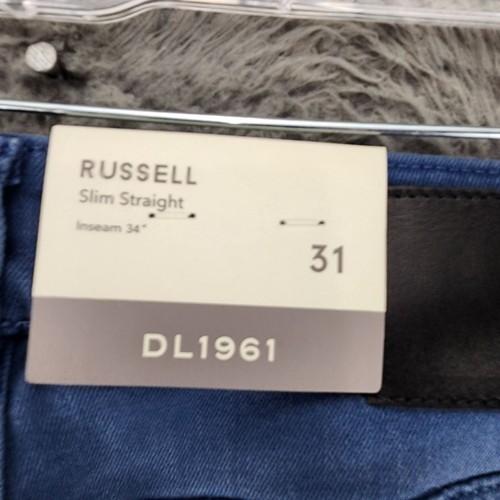 RUSSELL
Slim Straight
Inseam 34"
31
DL1961